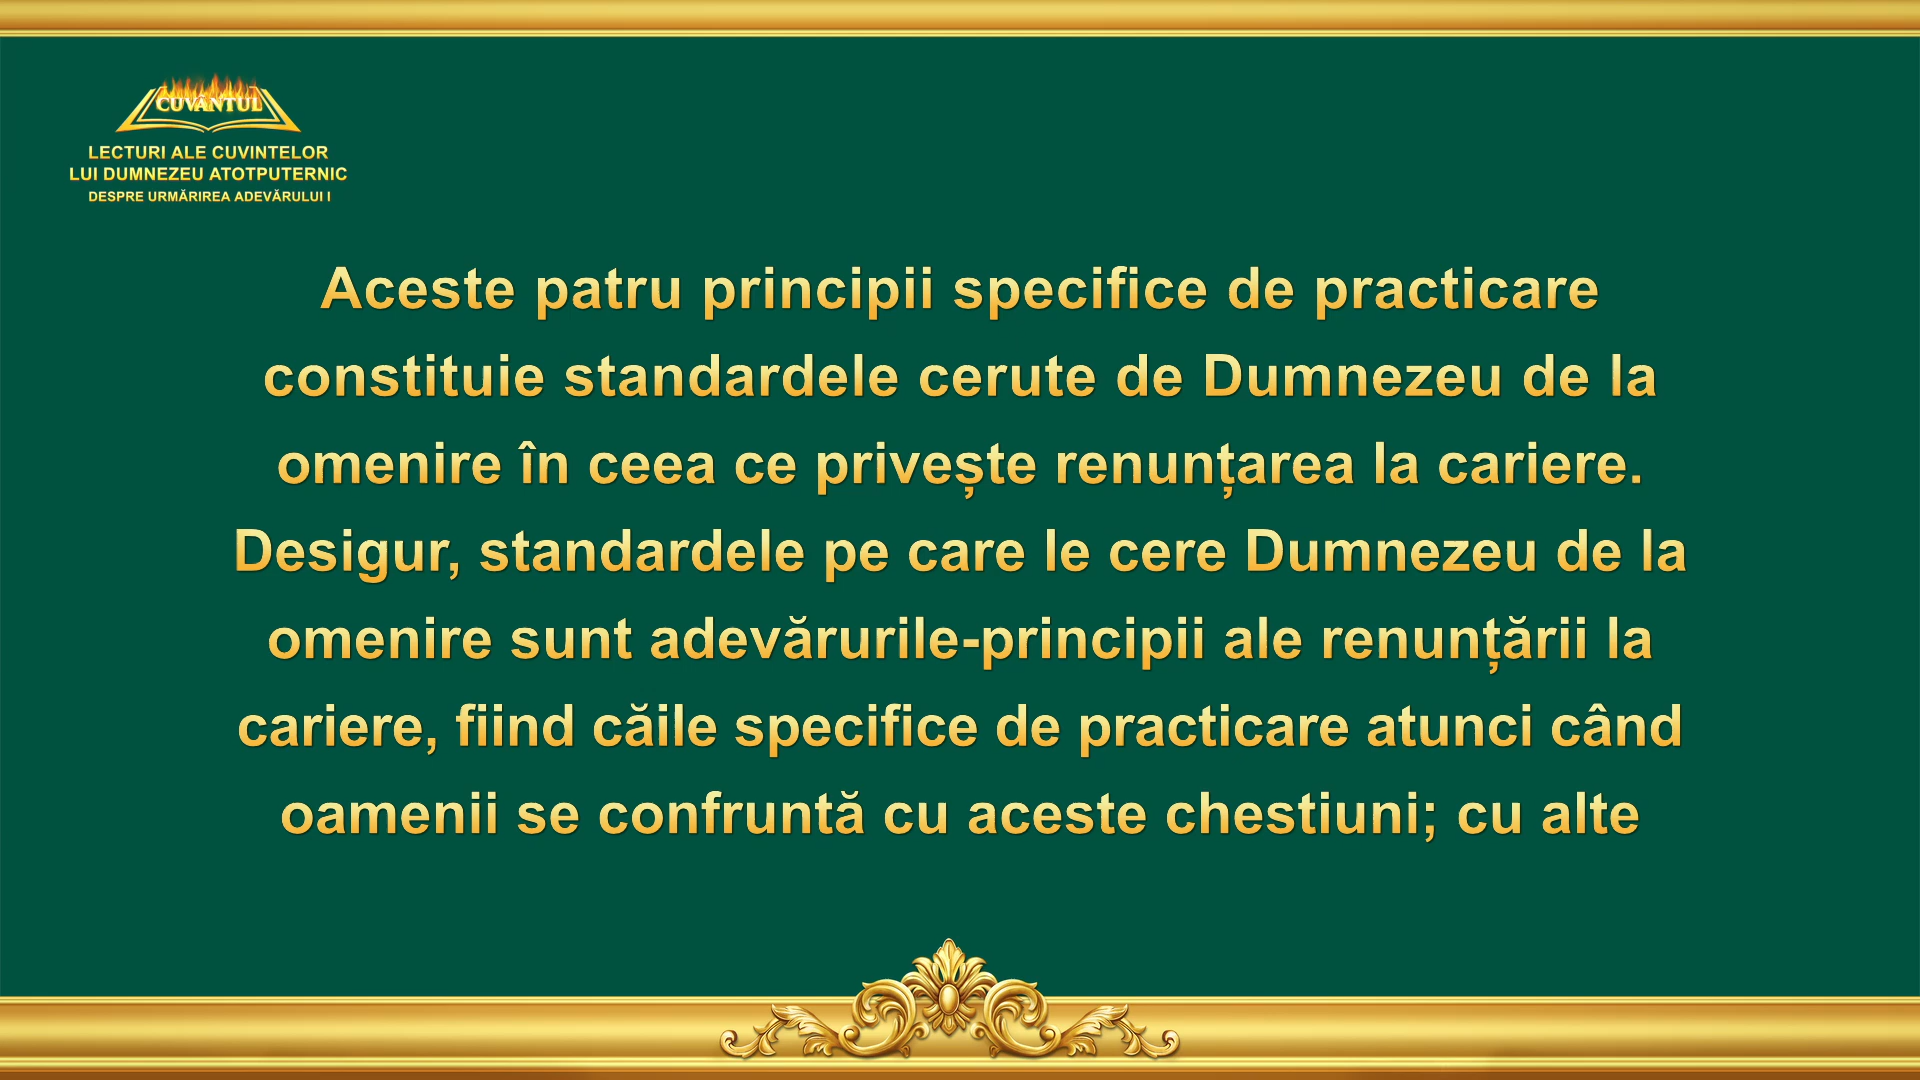 CUVÂNTUL
LECTURI ALE CUVINTELOR
LUI DUMNEZEU ATOTPUTERNIC
DESPRE URMĂRIREA ADEVĂRULUI I
Aceste patru principii specifice de practicare
constituie standardele cerute de Dumnezeu de la
omenire în ceea ce privește renunțarea la cariere.
Desigur, standardele pe care le cere Dumnezeu de la
omenire sunt adevărurile-principii ale renunțării la
cariere, fiind căile specifice de practicare atunci când
oamenii se confruntă cu aceste chestiuni; cu alte